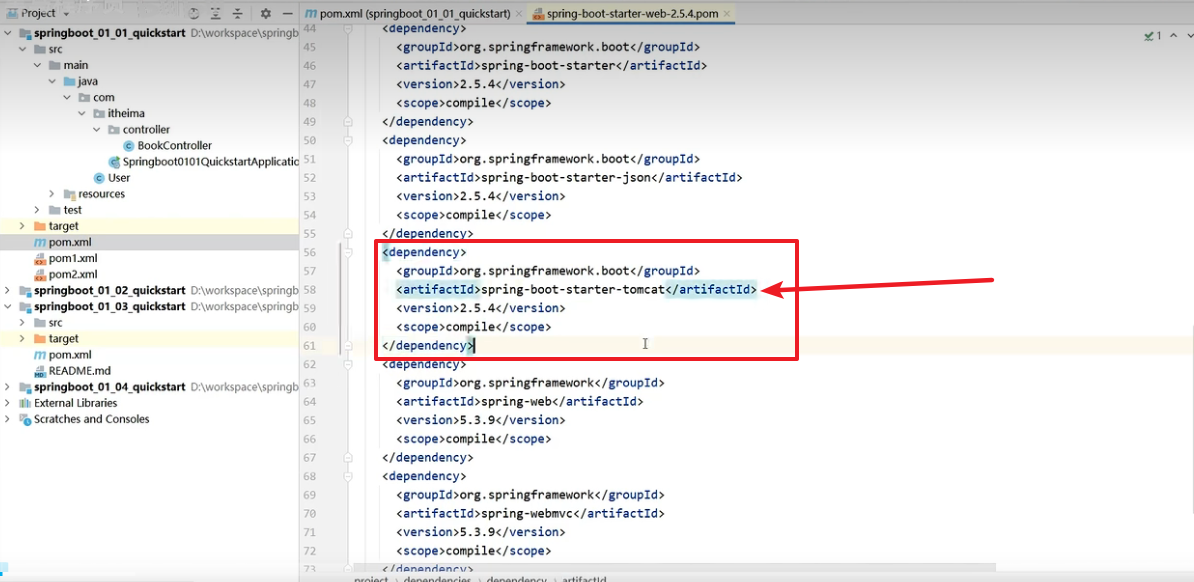 Project
pom.xml (springboot_01_01_quickstart)
spring-boot-starter-web-2.5.4.pom
springboot_01_01_quickstart D:\workspace\springb
src
main
java
com
itheima
controller
BookController
Springboot0101QuickstartApplicatio
User
resources
test
target
pom.xml
pom1.xml
pom2.xml
springboot_01_02_quickstart D:\workspace\springb
springboot_01_03_quickstart D:\workspace\springb
src
target
pom.xml
README.md
springboot_01_04_quickstart D:\workspace\springb
External Libraries
Scratches and Consoles
1
44 <dependency>
45 <groupId>org.springframework.boot</groupId>
46 <artifactId>spring-boot-starter</artifactId>
47 <version>2.5.4</version>
48 <scope>compile</scope>
49 </dependency>
50 <dependency>
51 <groupId>org.springframework.boot</groupId>
52 <artifactId>spring-boot-starter-json</artifactId>
53 <version>2.5.4</version>
54 <scope>compile</scope>
55 </dependency>
56 <dependency>
57 <groupId>org.springframework.boot</groupId>
58 <artifactId>spring-boot-starter-tomcat</artifactId>
59 <version>2.5.4</version>
60 <scope>compile</scope>
61 </dependency>
62 <dependency>
63 <groupId>org.springframework</groupId>
64 <artifactId>spring-web</artifactId>
65 <version>5.3.9</version>
66 <scope>compile</scope>
67 </dependency>
68 <dependency>
69 <groupId>org.springframework</groupId>
70 <artifactId>spring-webmvc</artifactId>
71 <version>5.3.9</version>
72 <scope>compile</scope>
73 </dependency>
project › dependencies › dependency › artifactId